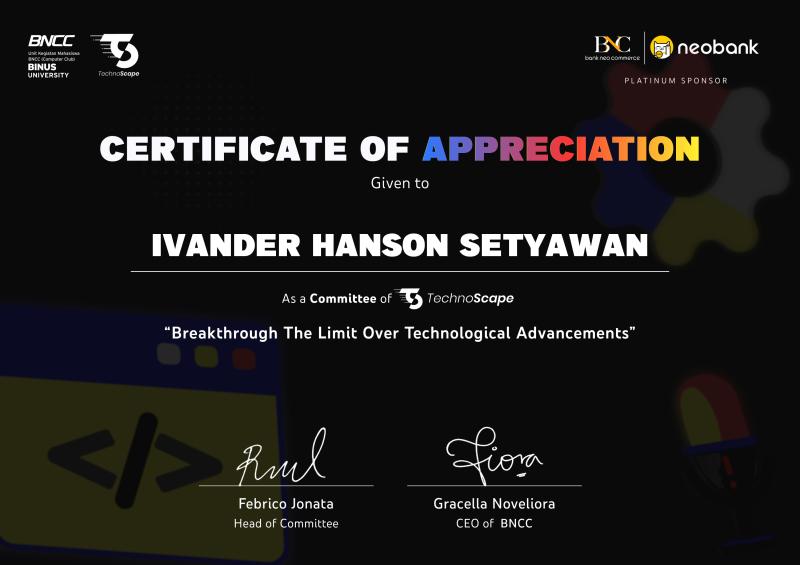 BNCC
Unit Kegiatan Mahasiswa
BNCC (Computer Club)
BINUS
UNIVERSITY
TechnoScape
BNC
bank neo commerce
neobank
PLATINUM SPONSOR
CERTIFICATE OF APPRECIATION
Given to
IVANDER HANSON SETYAWAN
As a Committee of TechnoScape
“Breakthrough The Limit Over Technological Advancements”
Febrico Jonata
Head of Committee
Fiora
Gracella Noveliora
CEO of BNCC